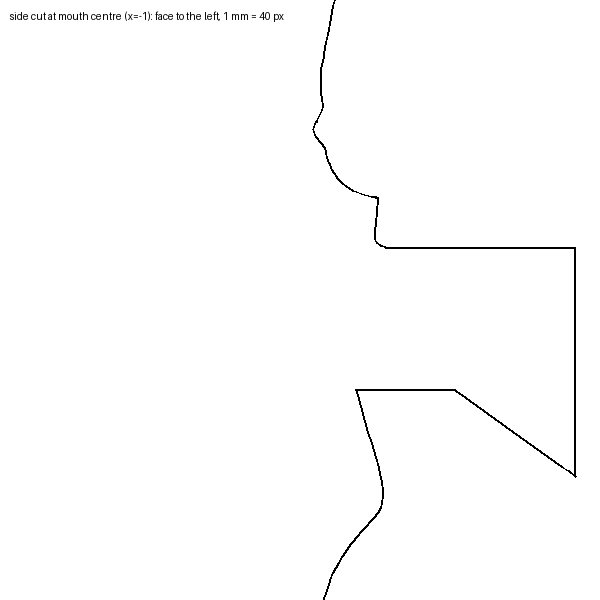 side cut at mouth centre (x=-1): face to the left, 1 mm = 40 px